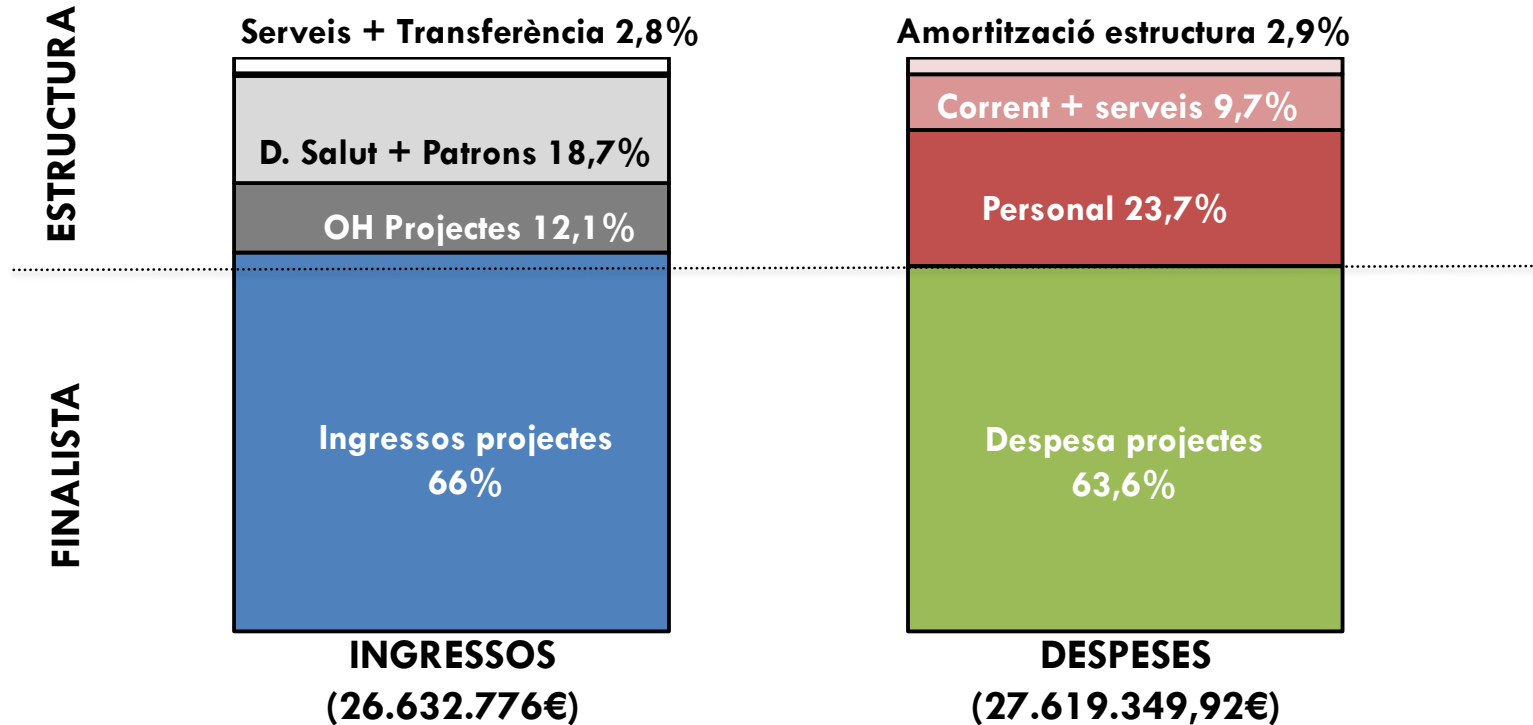 ESTRUCTURA
FINALISTA
Serveis + Transferència 2,8%
D. Salut + Patrons 18,7%
OH Projectes 12,1%
Ingressos projectes
66%
INGRESSOS
(26.632.776€)
Amortització estructura 2,9%
Corrent + serveis 9,7%
Personal 23,7%
Despesa projectes
63,6%
DESPESES
(27.619.349,92€)